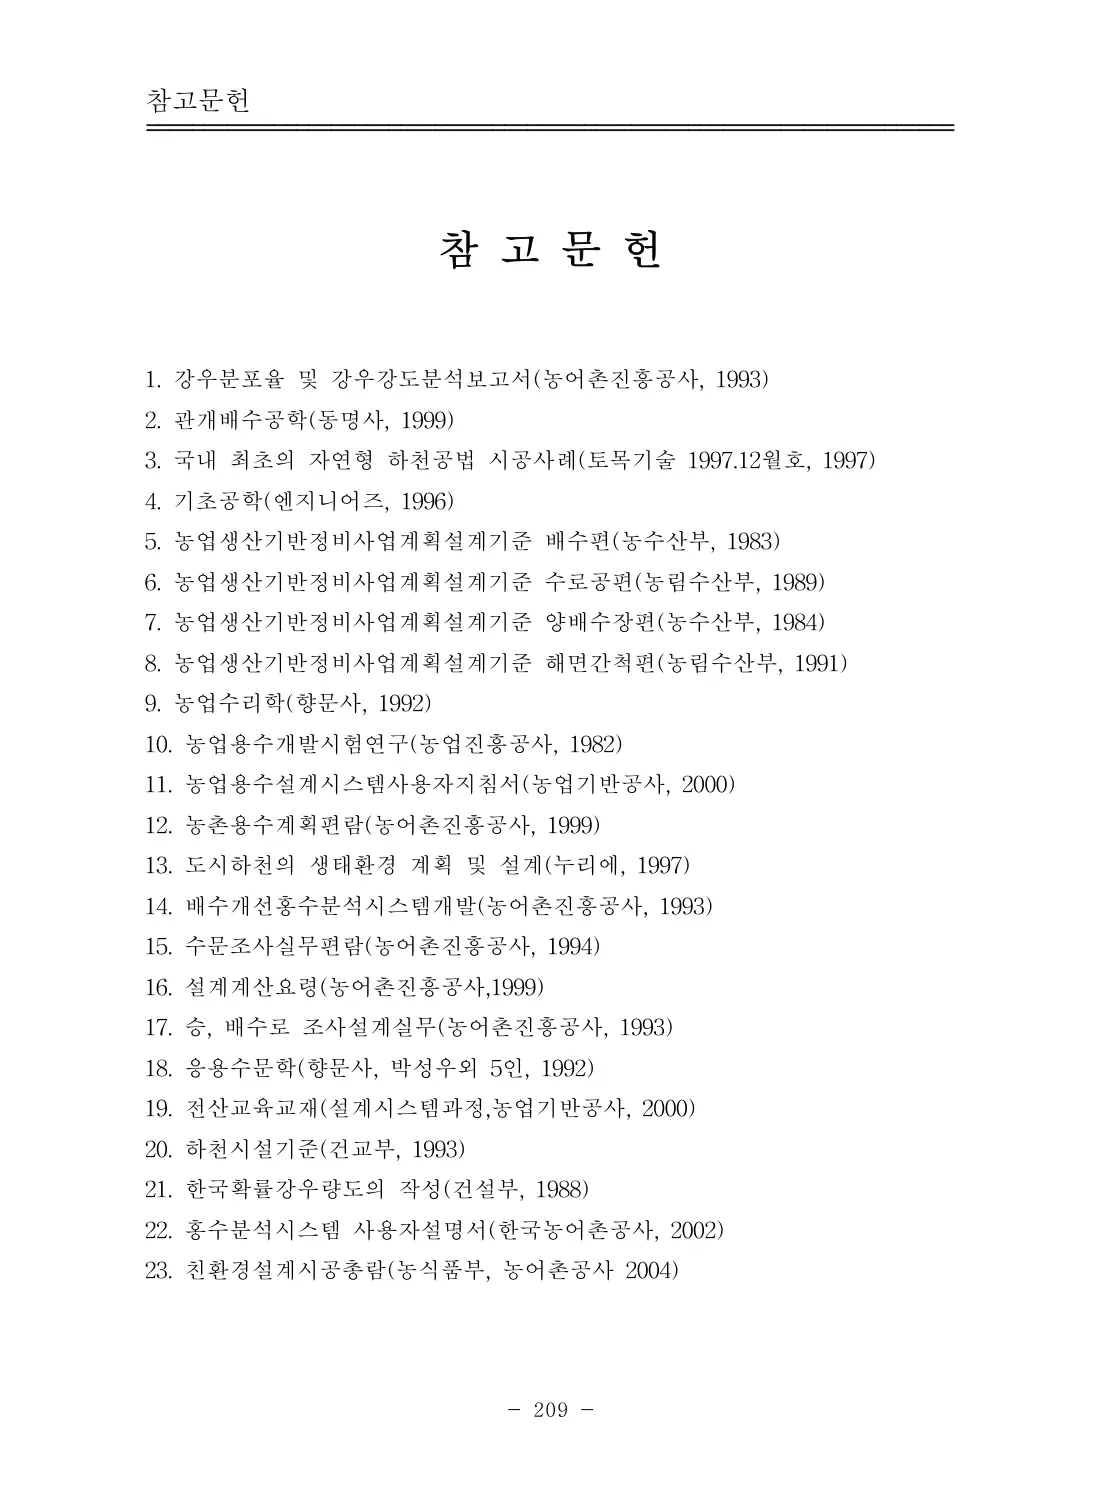 참고문헌
참 고 문 헌
1. 강우분포율 및 강우강도분석보고서(농어촌진흥공사, 1993)
2. 관개배수공학(동명사, 1999)
3. 국내 최초의 자연형 하천공법 시공사례(토목기술 1997.12월호, 1997)
4. 기초공학(엔지니어즈, 1996)
5. 농업생산기반정비사업계획설계기준 배수편(농수산부, 1983)
6. 농업생산기반정비사업계획설계기준 수로공편(농림수산부, 1989)
7. 농업생산기반정비사업계획설계기준 양배수장편(농수산부, 1984)
8. 농업생산기반정비사업계획설계기준 해면간척편(농림수산부, 1991)
9. 농업수리학(향문사, 1992)
10. 농업용수개발시험연구(농업진흥공사, 1982)
11. 농업용수설계시스템사용자지침서(농업기반공사, 2000)
12. 농촌용수계획편람(농어촌진흥공사, 1999)
13. 도시하천의 생태환경 계획 및 설계(누리에, 1997)
14. 배수개선홍수분석시스템개발(농어촌진흥공사, 1993)
15. 수문조사실무편람(농어촌진흥공사, 1994)
16. 설계계산요령(농어촌진흥공사,1999)
17. 승, 배수로 조사설계실무(농어촌진흥공사, 1993)
18. 응용수문학(향문사, 박성우외 5인, 1992)
19. 전산교육교재(설계시스템과정,농업기반공사, 2000)
20. 하천시설기준(건교부, 1993)
21. 한국확률강우량도의 작성(건설부, 1988)
22. 홍수분석시스템 사용자설명서(한국농어촌공사, 2002)
23. 친환경설계시공총람(농식품부, 농어촌공사 2004)
- 209 -